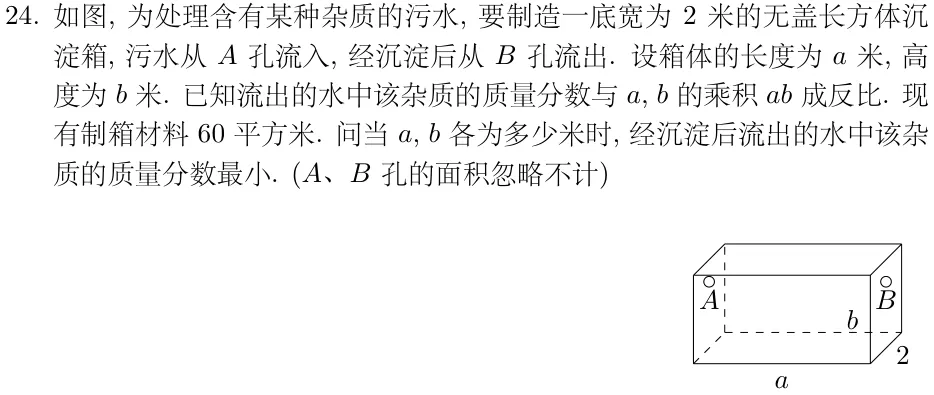 24. 如图, 为处理含有某种杂质的污水, 要制造一底宽为 2 米的无盖长方体沉
淀箱, 污水从 A 孔流入, 经沉淀后从 B 孔流出. 设箱体的长度为 a 米, 高
度为 b 米. 已知流出的水中该杂质的质量分数与 a, b 的乘积 ab 成反比. 现
有制箱材料 60 平方米. 问当 a, b 各为多少米时, 经沉淀后流出的水中该杂
质的质量分数最小. (A、B 孔的面积忽略不计)
A
B
b
2
a